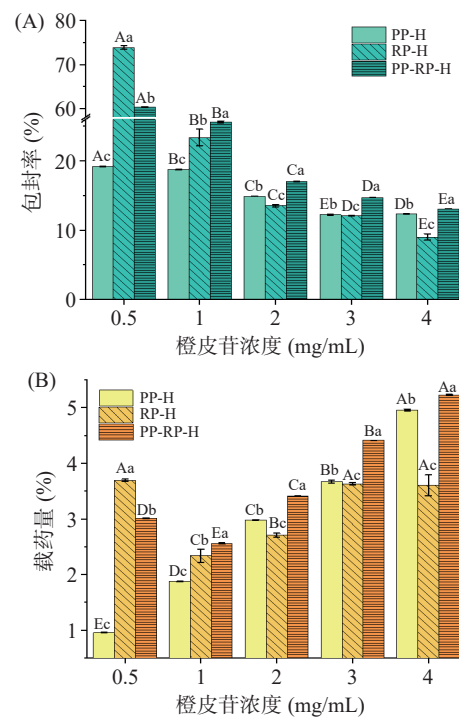 (A)
PP-H
RP-H
PP-RP-H
包封率 (%)
80
70
60
20
10
0
Ac Aa Ab
Bc Bb Ba
Cb Cc Ca
Eb Dc Da
Db Ec Ea
0.5 1 2 3 4
橙皮苷浓度 (mg/mL)
(B)
PP-H
RP-H
PP-RP-H
载药量 (%)
5
4
3
2
1
Ec Aa Db
Dc Cb Ea
Cb Bc Ca
Bb Ac Ba
Ab Ac Aa
0.5 1 2 3 4
橙皮苷浓度 (mg/mL)